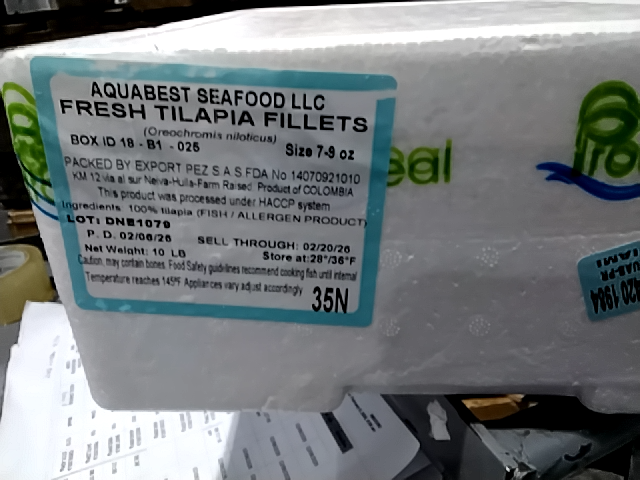 AQUABEST SEAFOOD LLC
FRESH TILAPIA FILLETS
(Oreochromis niloticus)
BOX ID 18 - B1 - 025 Size 7-9 oz
PACKED BY EXPORT PEZ S A S FDA No 14070921010
KM 12 via al sur Neiva-Huila-Farm Raised Product of COLOMBIA
This product was processed under HACCP system
Ingredients: 100% tilapia (FISH / ALLERGEN PRODUCT)
LOT: DNE1079
P. D. 02/06/26 SELL THROUGH: 02/20/26
Net Weight: 10 LB Store at:28°/36°F
Caution, may contain bones. Food Safety guidelines recommend cooking fish until internal
Temperature reaches 145°F Appliances vary adjust accordingly
35N
eal
420 1984